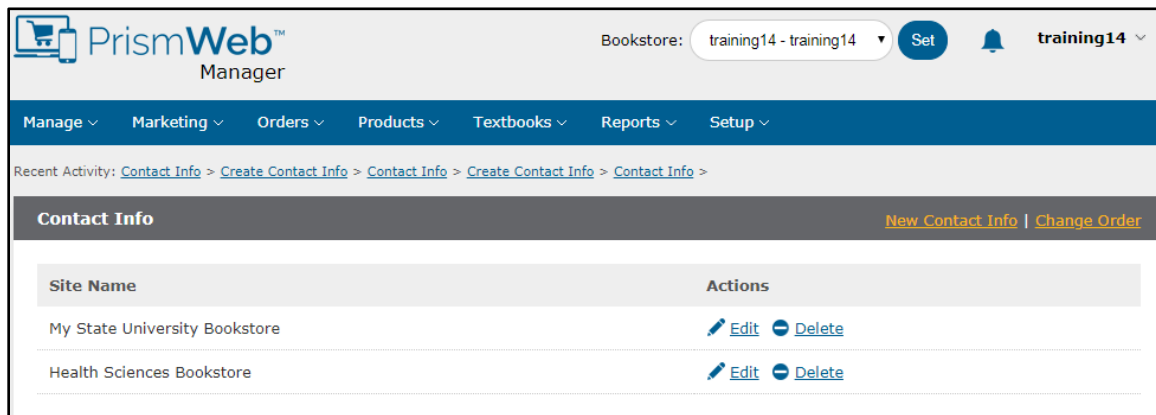 PrismWeb™
Manager
Bookstore: training14 - training14 Set training14
Manage Marketing Orders Products Textbooks Reports Setup
Recent Activity: Contact Info > Create Contact Info > Contact Info > Create Contact Info > Contact Info >
Contact Info New Contact Info | Change Order
Site Name Actions
My State University Bookstore Edit Delete
Health Sciences Bookstore Edit Delete